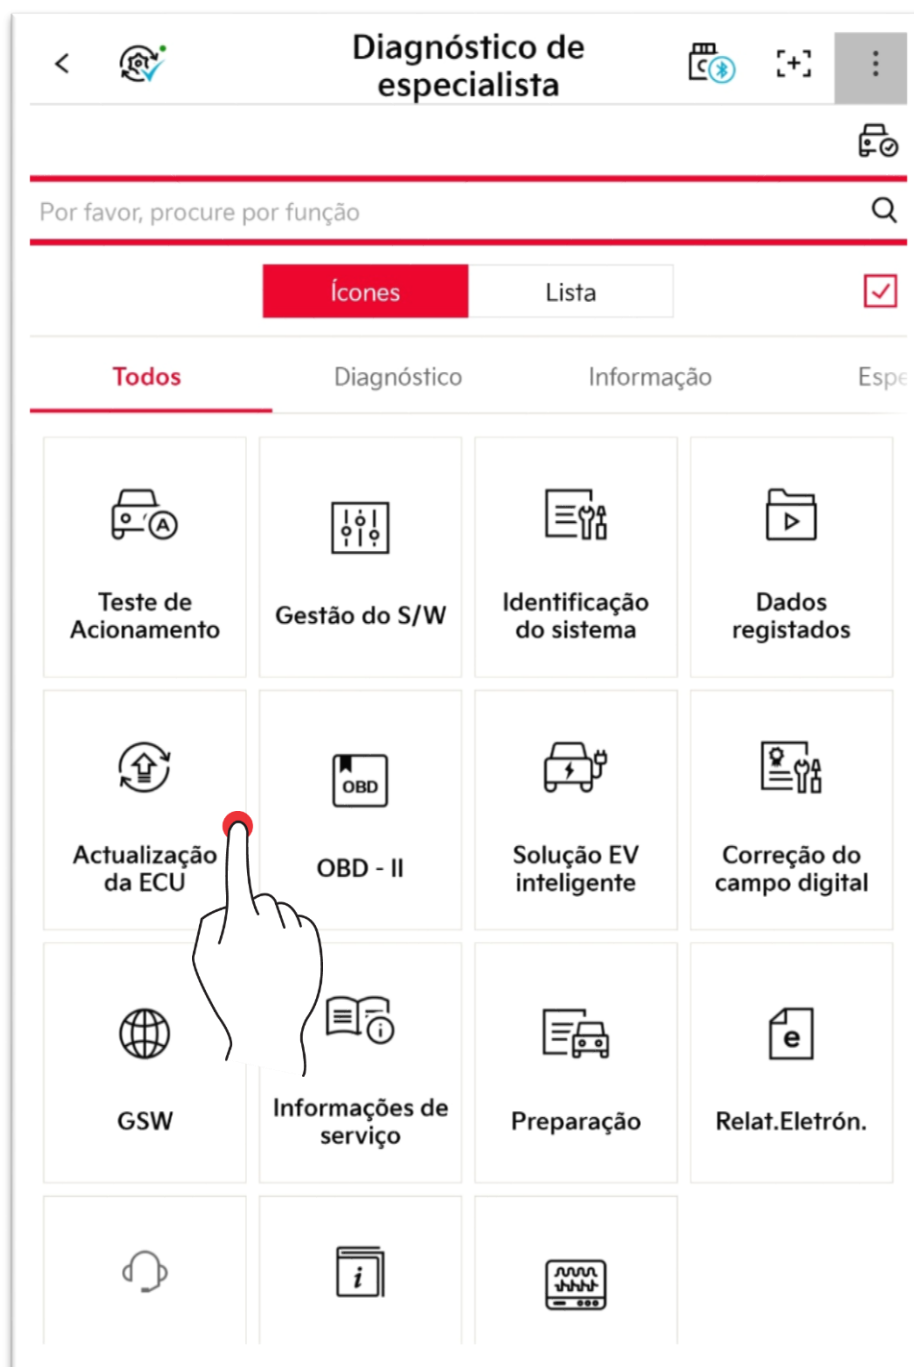 Diagnóstico de
especialista
Por favor, procure por função
Ícones
Lista
Todos
Diagnóstico
Informação
Espe
Teste de
Acionamento
Gestão do S/W
Identificação
do sistema
Dados
registados
Actualização
da ECU
OBD
OBD - II
Solução EV
inteligente
Correção do
campo digital
GSW
Informações de
serviço
Preparação
e
Relat.Eletrón.
i